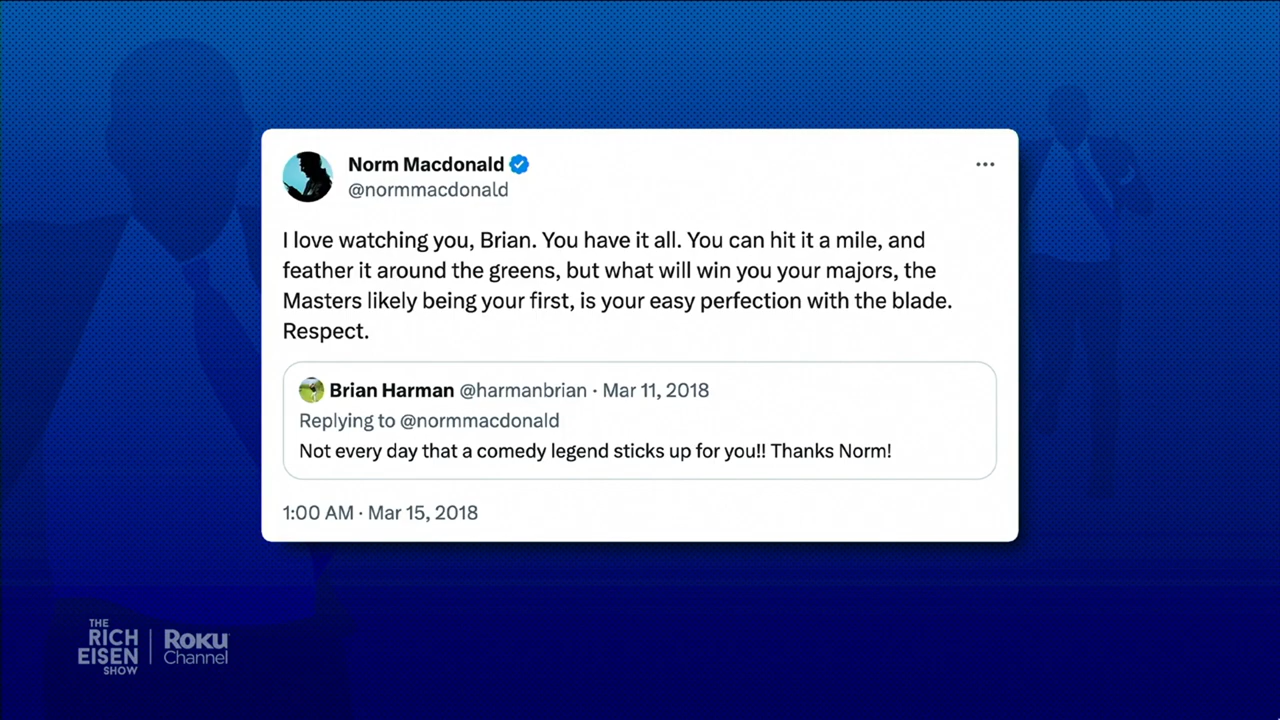 Norm Macdonald
@normmacdonald
I love watching you, Brian. You have it all. You can hit it a mile, and
feather it around the greens, but what will win you your majors, the
Masters likely being your first, is your easy perfection with the blade.
Respect.
Brian Harman @harmanbrian · Mar 11, 2018
Replying to @normmacdonald
Not every day that a comedy legend sticks up for you!! Thanks Norm!
1:00 AM · Mar 15, 2018
THE
RICH
EISEN
SHOW
Roku
Channel